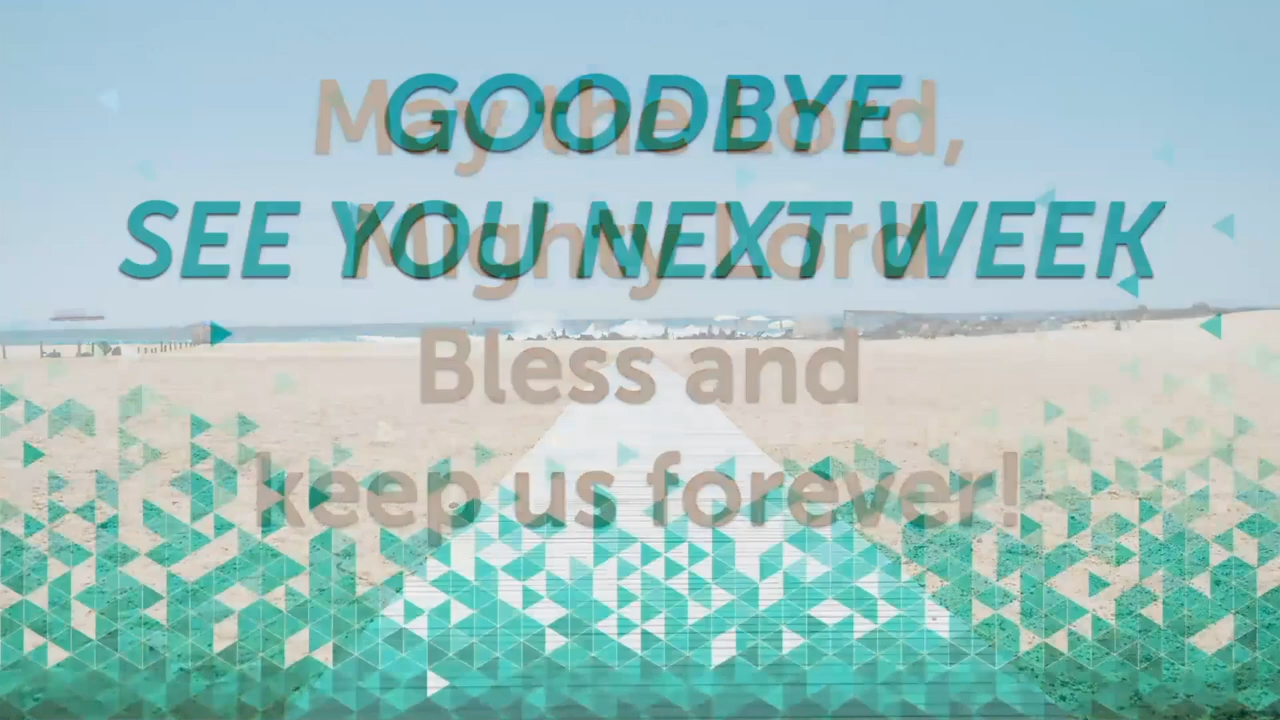 GOODBYE
SEE YOU NEXT WEEK
May the Lord,
Mighty Lord
Bless and
keep us forever!